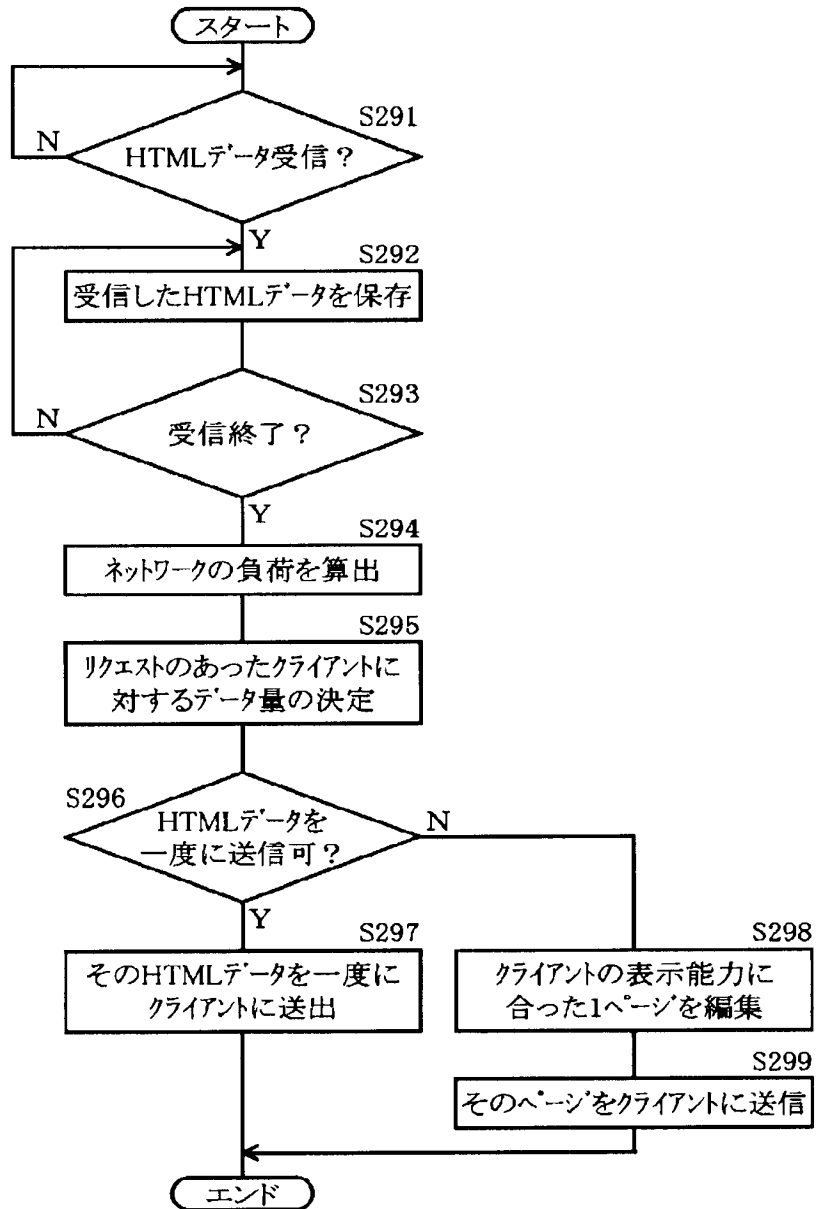 スタート
S291
N
HTMLデータ受信？
Y
S292
受信したHTMLデータを保存
S293
N
受信終了？
Y
S294
ネットワークの負荷を算出
S295
リクエストのあったクライアントに
対するデータ量の決定
S296
HTMLデータを
一度に送信可？
N
Y
S297
そのHTMLデータを一度に
クライアントに送出
S298
クライアントの表示能力に
合った1ページを編集
S299
そのページをクライアントに送信
エンド